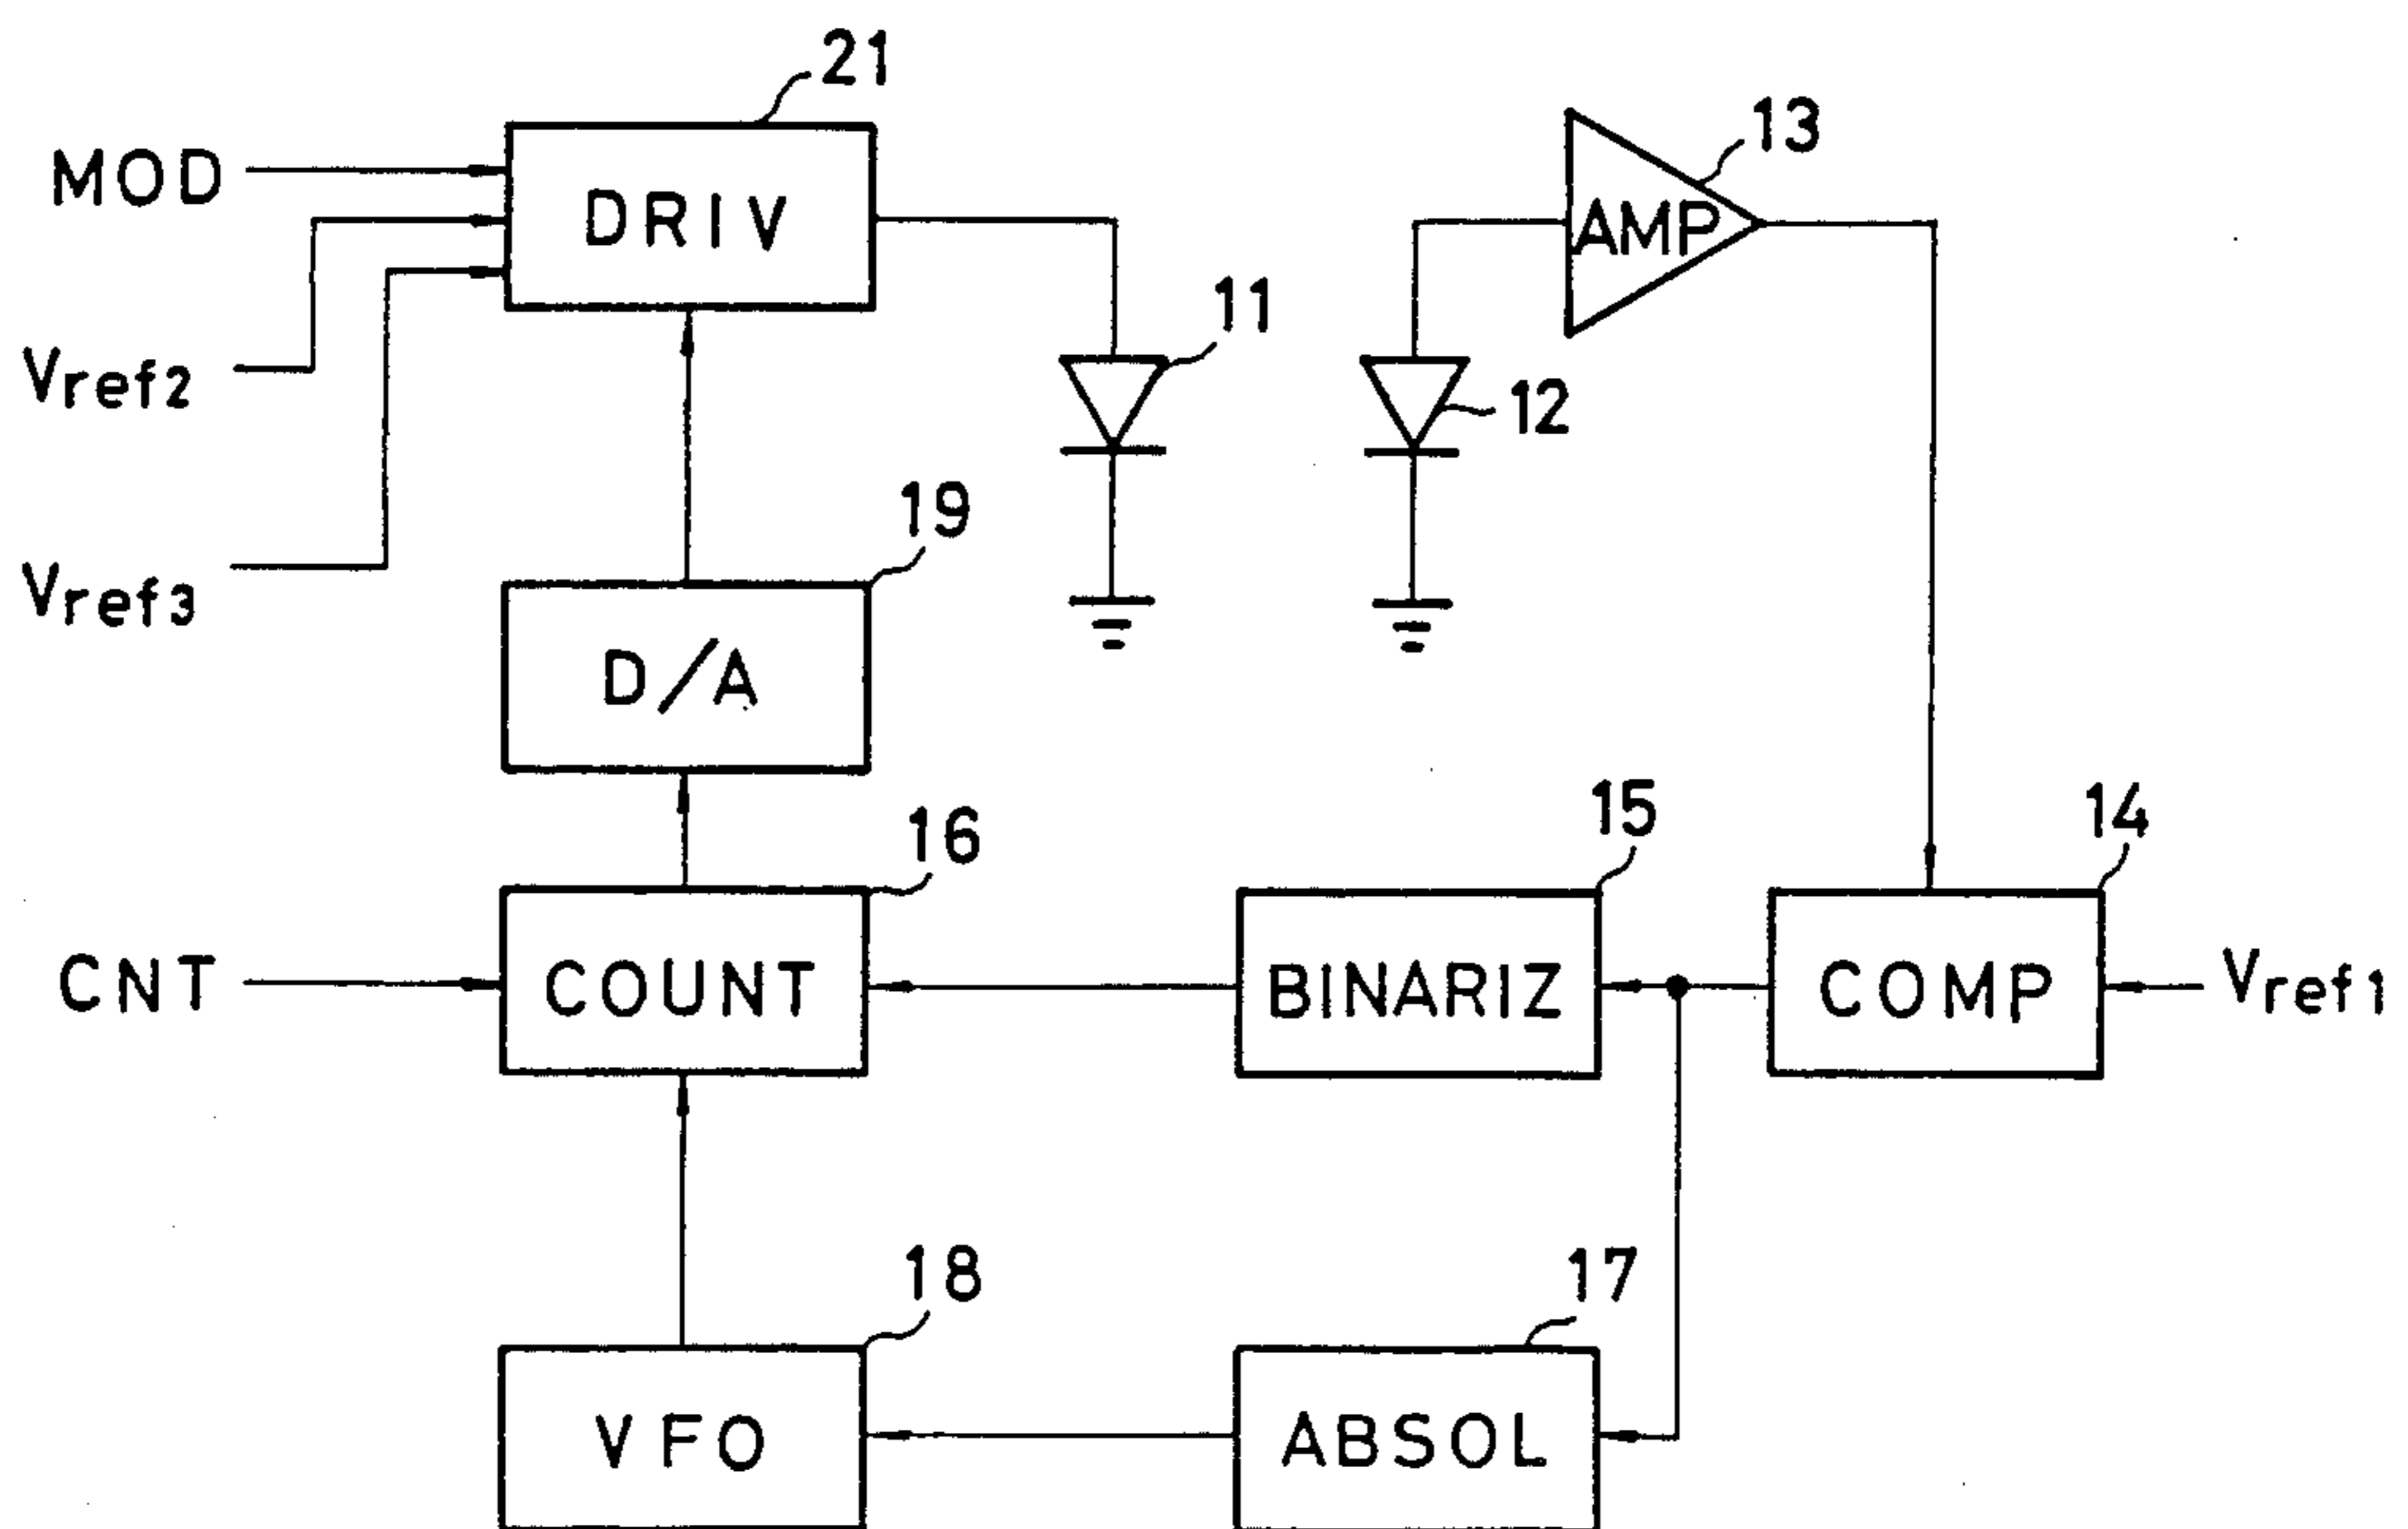 21
MOD
DRIV
13
AMP
11
Vref2
12
19
Vref3
D/A
16
15
14
CNT
COUNT
BINARIZ
COMP
Vref1
18
17
VFO
ABSOL